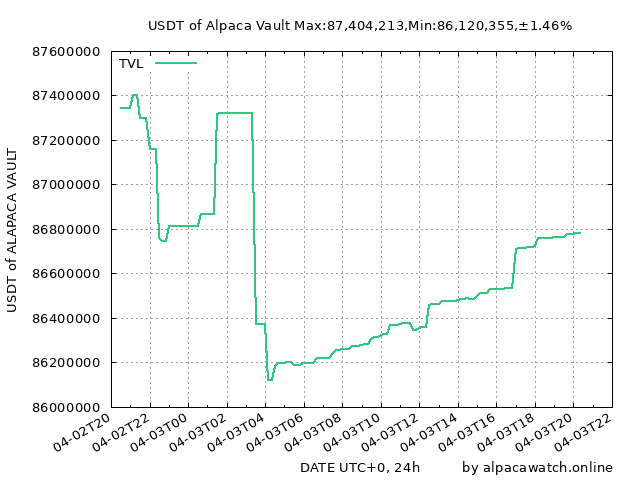 USDT of Alpaca Vault Max:87,404,213,Min:86,120,355,±1.46%
87600000
87400000
87200000
87000000
86800000
86600000
86400000
86200000
86000000
TVL
USDT of ALAPACA VAULT
04-02T20
04-02T22
04-03T00
04-03T02
04-03T04
04-03T06
04-03T08
04-03T10
04-03T12
04-03T14
04-03T16
04-03T18
04-03T20
04-03T22
DATE UTC+0, 24h
by alpacawatch.online